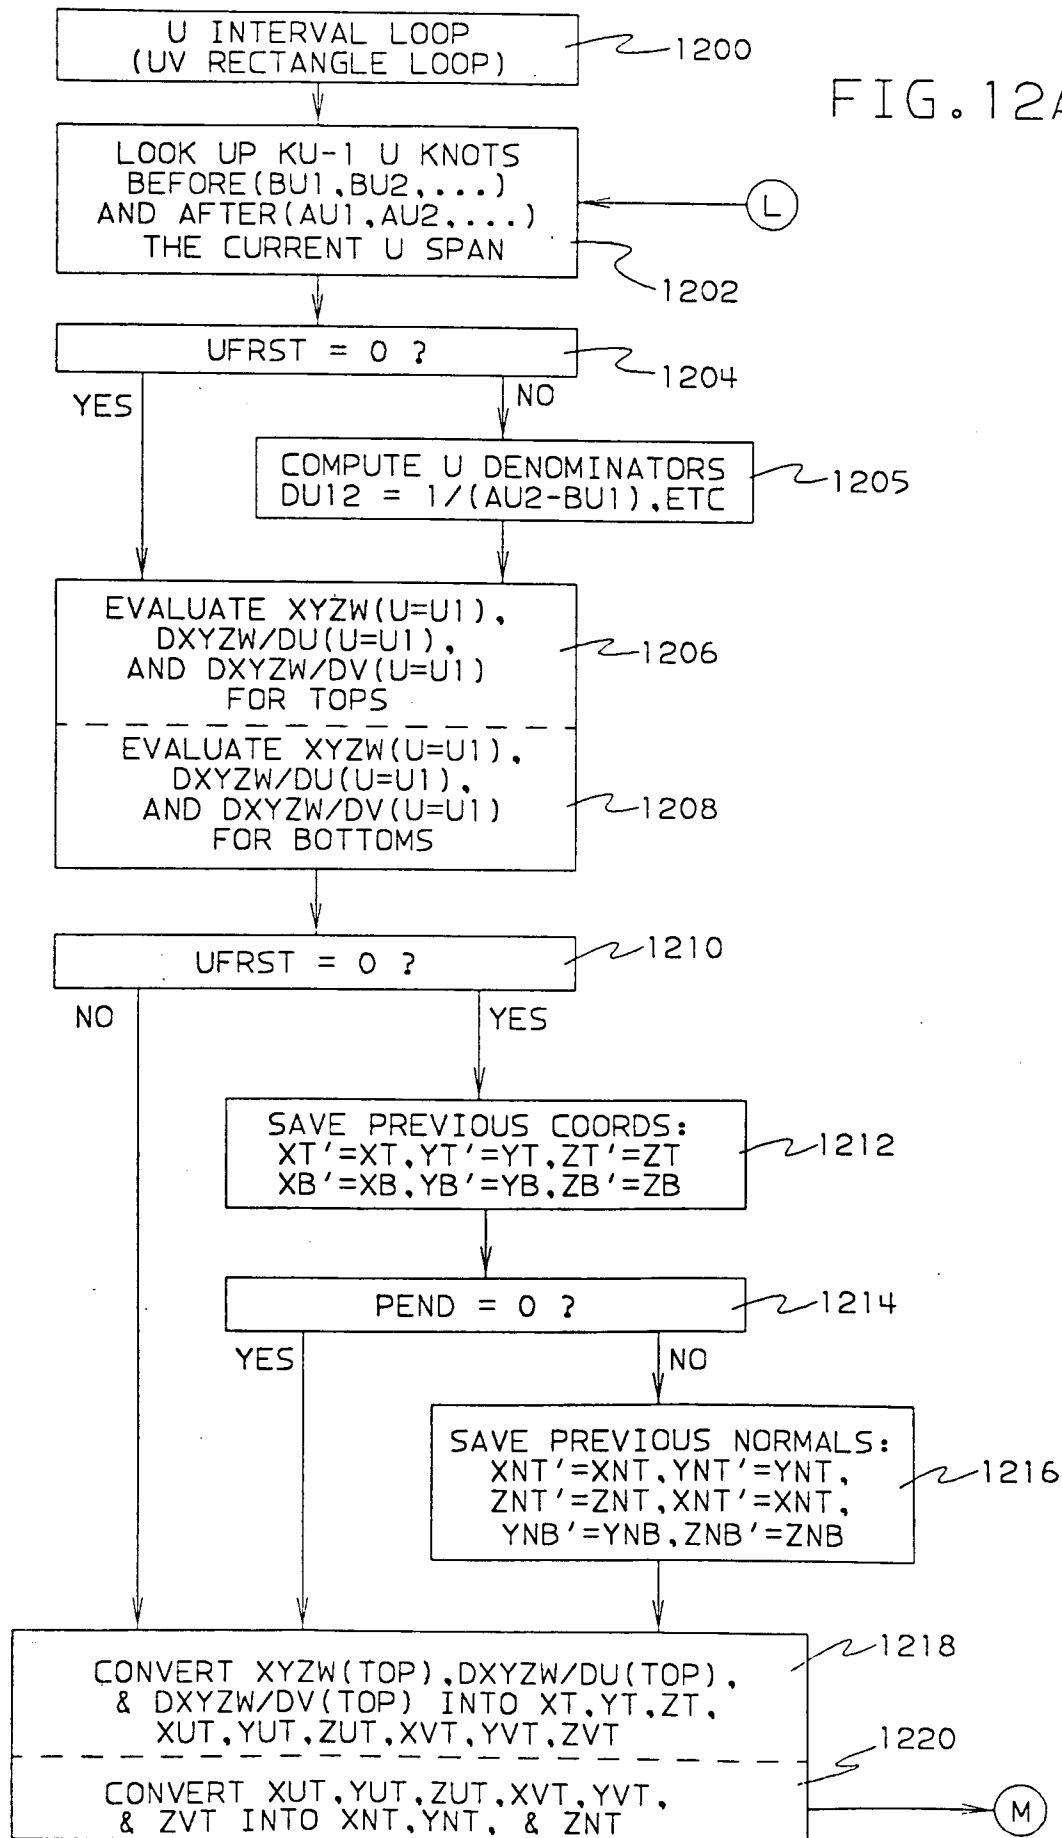 U INTERVAL LOOP
(UV RECTANGLE LOOP)
1200
FIG.12A
LOOK UP KU-1 U KNOTS
BEFORE(BU1,BU2,...)
AND AFTER(AU1,AU2,....)
THE CURRENT U SPAN
L
1202
UFRST = 0 ?
1204
YES
NO
COMPUTE U DENOMINATORS
DU12 = 1/(AU2-BU1),ETC
1205
EVALUATE XYZW(U=U1),
DXYZW/DU(U=U1),
AND DXYZW/DV(U=U1)
FOR TOPS
1206
EVALUATE XYZW(U=U1),
DXYZW/DU(U=U1),
AND DXYZW/DV(U=U1)
FOR BOTTOMS
1208
UFRST = 0 ?
1210
NO
YES
SAVE PREVIOUS COORDS:
XT'=XT,YT'=YT,ZT'=ZT
XB'=XB,YB'=YB,ZB'=ZB
1212
PEND = 0 ?
1214
YES
NO
SAVE PREVIOUS NORMALS:
XNT'=XNT,YNT'=YNT,
ZNT'=ZNT,XNT'=XNT,
YNB'=YNB,ZNB'=ZNB
1216
CONVERT XYZW(TOP),DXYZW/DU(TOP),
& DXYZW/DV(TOP) INTO XT,YT,ZT,
XUT,YUT,ZUT,XVT,YVT,ZVT
1218
CONVERT XUT,YUT,ZUT,XVT,YVT,
& ZVT INTO XNT,YNT, & ZNT
1220
M